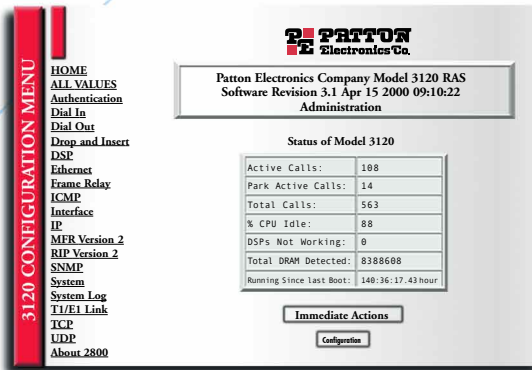 3120 CONFIGURATION MENU
HOME
ALL VALUES
Authentication
Dial In
Dial Out
Drop and Insert
DSP
Ethernet
Frame Relay
ICMP
Interface
IP
MFR Version 2
RIP Version 2
SNMP
System
System Log
T1/E1 Link
TCP
UDP
About 2800
PE PATTON
Electronics Co.
Patton Electronics Company Model 3120 RAS
Software Revision 3.1 Apr 15 2000 09:10:22
Administration
Status of Model 3120
Active Calls: 108
Park Active Calls: 14
Total Calls: 563
% CPU Idle: 88
DSPs Not Working: 0
Total DRAM Detected: 8388608
Running Since last Boot: 140:36:17.43 hour
Immediate Actions
Configuration